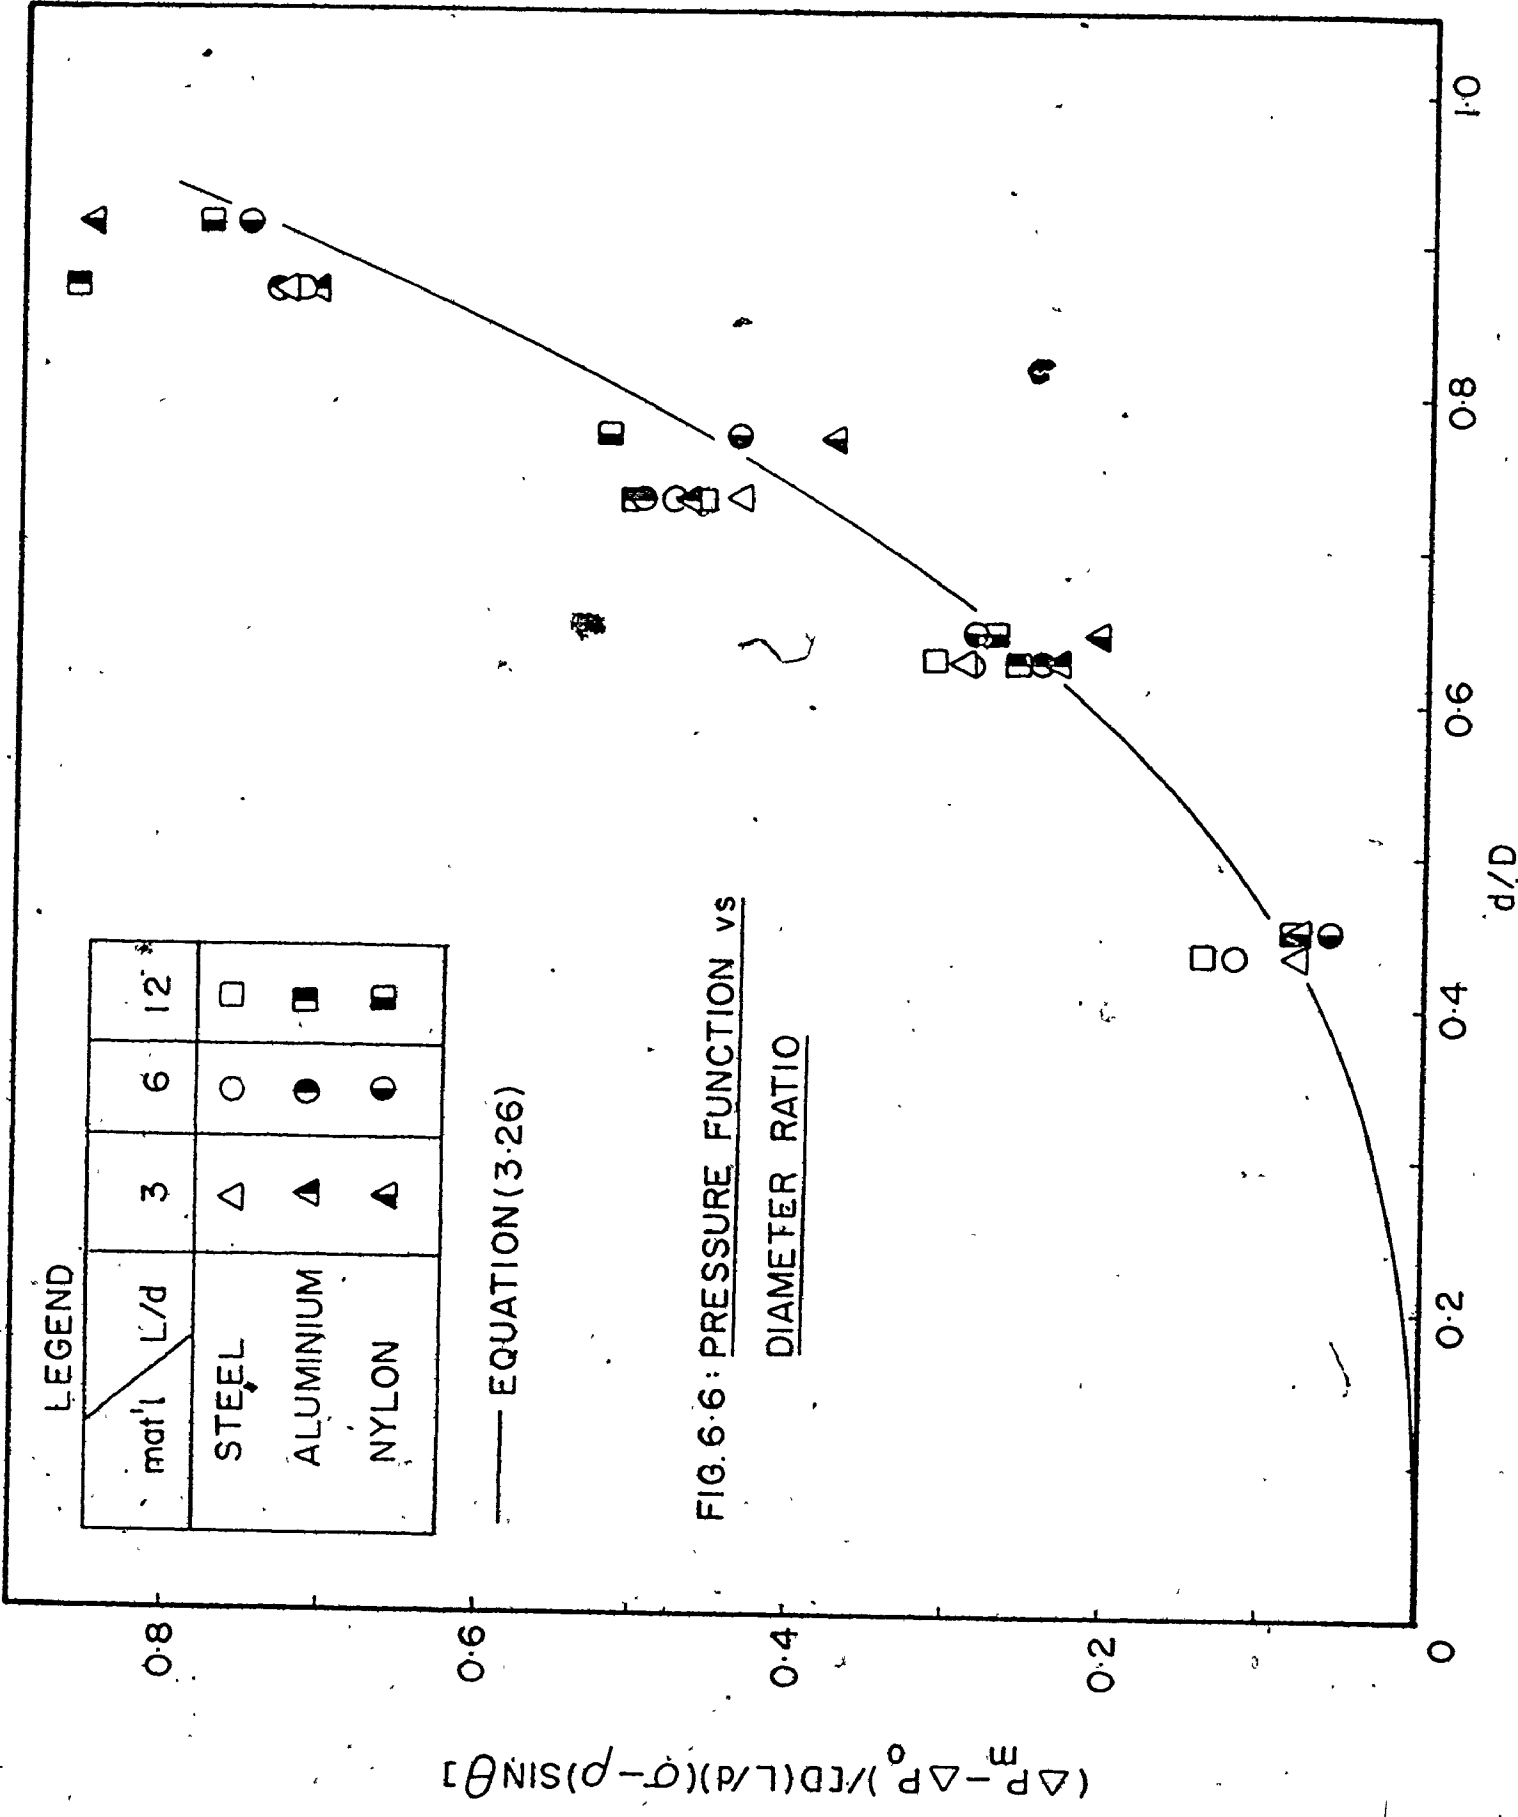 LEGEND
mat'l L/d 3 6 12
STEEL
ALUMINIUM
NYLON
EQUATION (3·26)
FIG. 6·6: PRESSURE FUNCTION vs
DIAMETER RATIO
(ΔPm-ΔPo)/[D(L/d)(σ-ρ)SINθ]
0·8
0·6
0·4
0·2
0
0·2
0·4
0·6
0·8
1·0
d/D